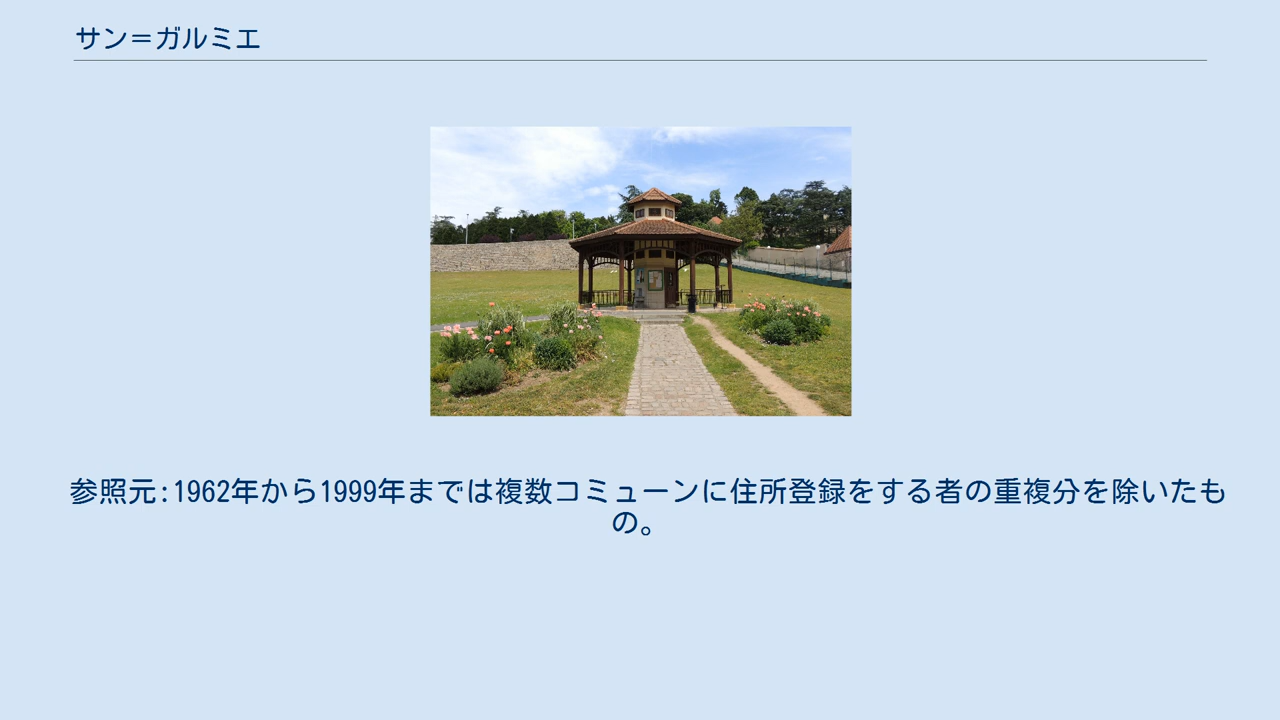 サン＝ガルミエ
参照元:1962年から1999年までは複数コミューンに住所登録をする者の重複分を除いたも
の。